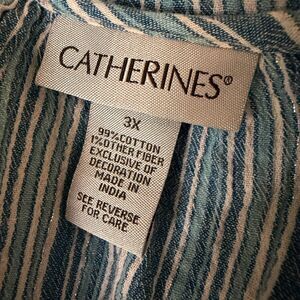 CATHERINES®
3X
99%COTTON
1%OTHER FIBER
EXCLUSIVE OF
DECORATION
MADE IN
INDIA
SEE REVERSE
FOR CARE